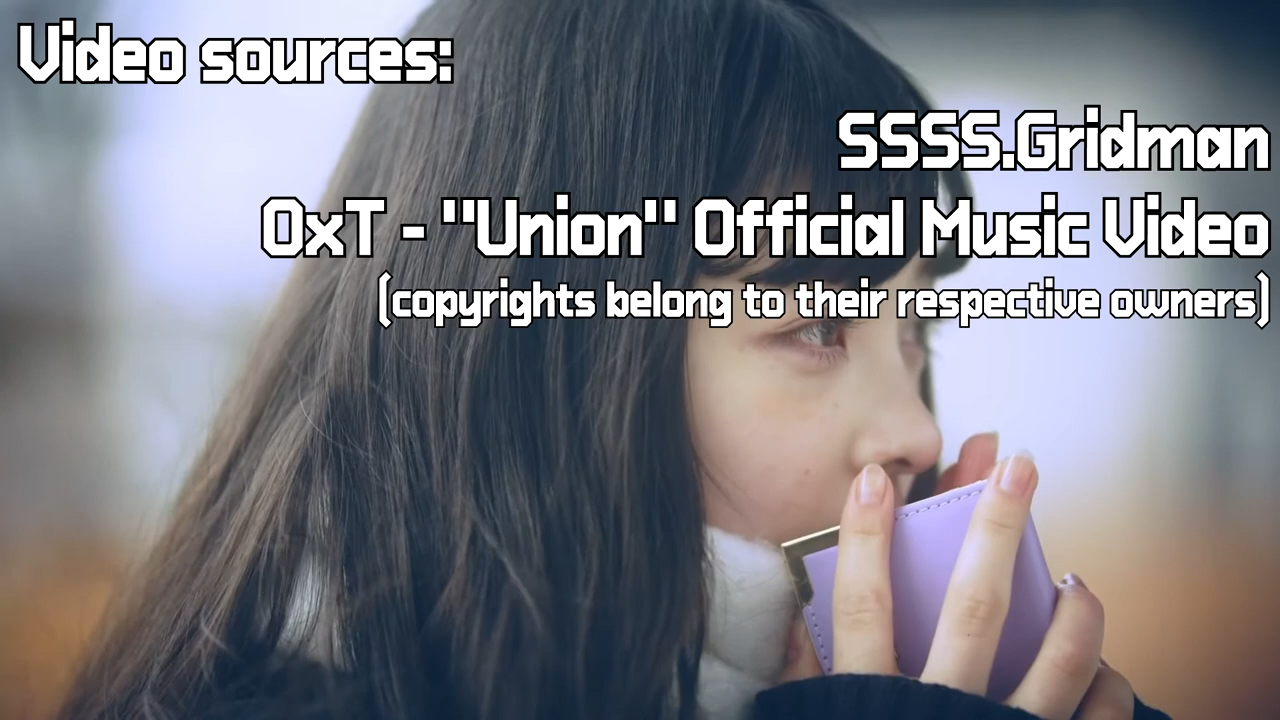 Video sources:
SSSS.Gridman
OxT - "Union" Official Music Video
(copyrights belong to their respective owners)